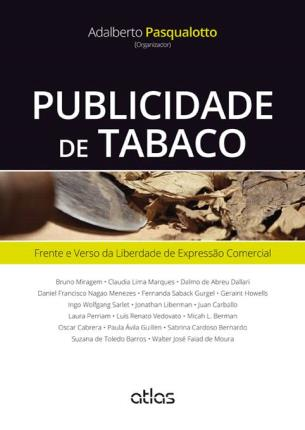 Adalberto Pasqualotto
(Organizador)
PUBLICIDADE
DE TABACO
Frente e Verso da Liberdade de Expressão Comercial
Bruno Miragem • Claudia Lima Marques • Dalmo de Abreu Dallari
Daniel Francisco Nagao Menezes • Fernanda Saback Gurgel • Geraint Howells
Ingo Wolfgang Sarlet • Jonathan Liberman • Juan Carballo
Laura Perriam • Luís Renato Vedovato • Micah L. Berman
Oscar Cabrera • Paula Ávila Guillen • Sabrina Cardoso Bernardo
Suzana de Toledo Barros • Walter José Faiad de Moura
atlas